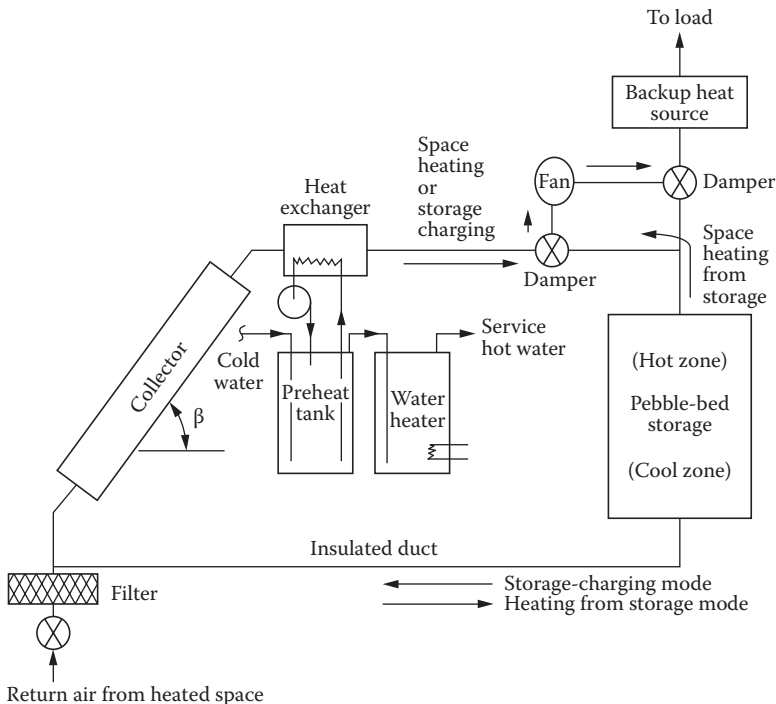 To load
Backup heat
source
Space
heating
or
storage
charging
Fan
Damper
Heat
exchanger
Damper
Space
heating
from
storage
Collector
β
Cold
water
Preheat
tank
Water
heater
Service
hot water
(Hot zone)
Pebble-bed
storage
(Cool zone)
Insulated duct
Storage-charging mode
Heating from storage mode
Filter
Return air from heated space